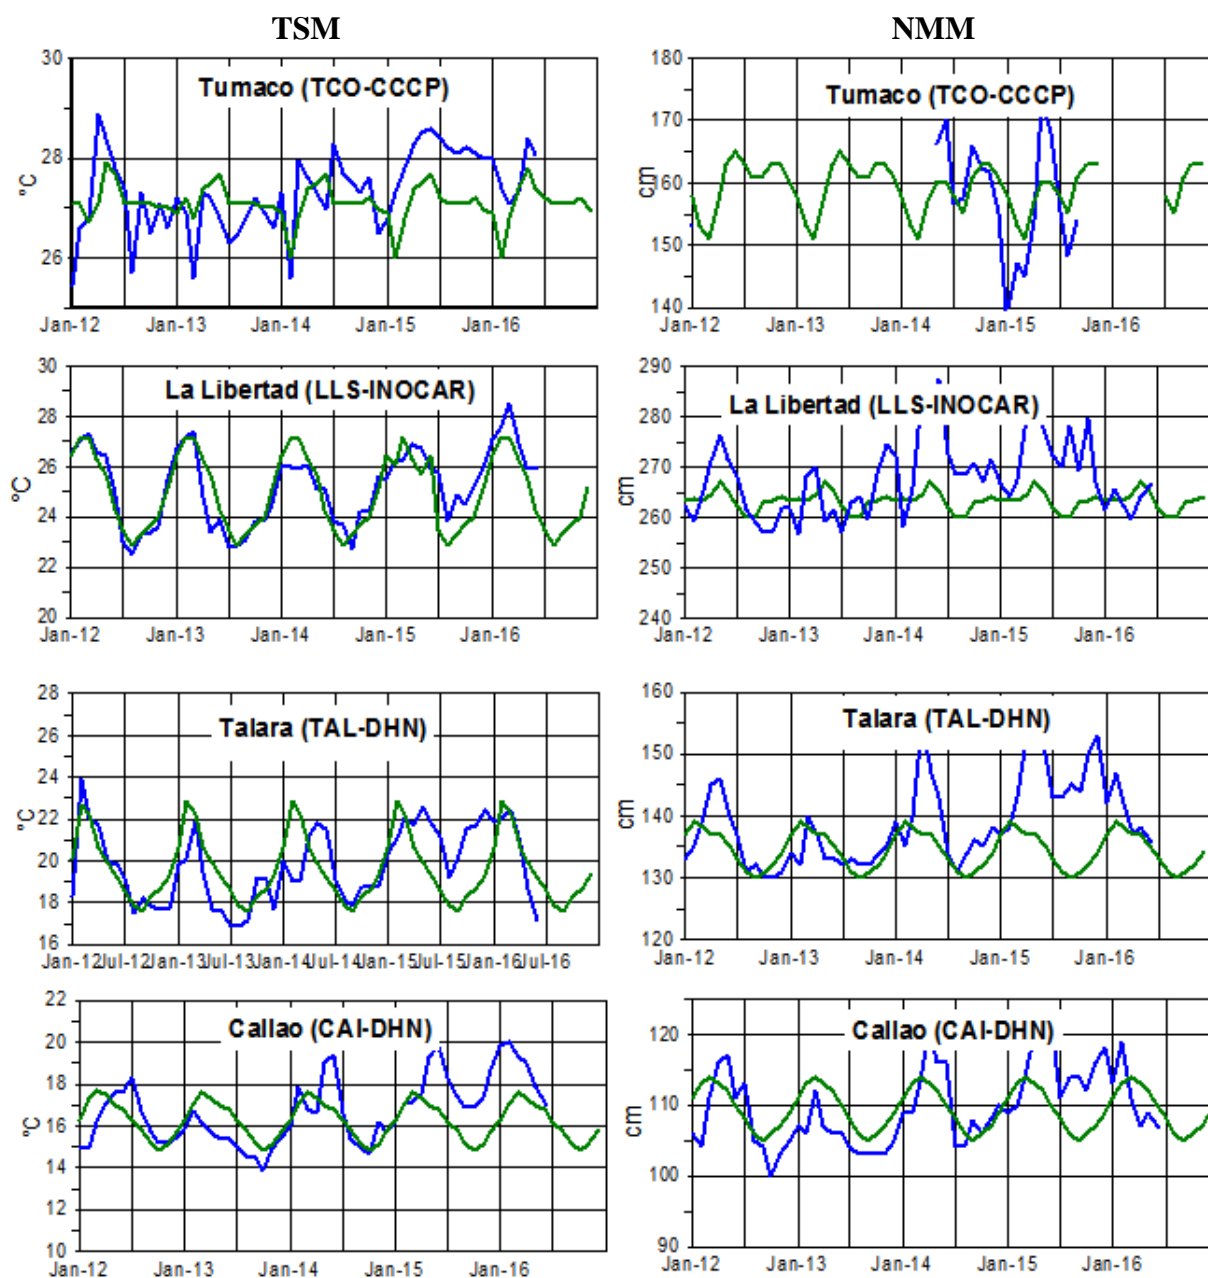 TSM NMM
30 Tumaco (TCO-CCCP)
28
°C
26
Jan-12 Jan-13 Jan-14 Jan-15 Jan-16
180
Tumaco (TCO-CCCP)
170
cm
160
150
140
Jan-12 Jan-13 Jan-14 Jan-15 Jan-16
30
La Libertad (LLS-INOCAR)
28
26
°C
24
22
20
Jan-12 Jan-13 Jan-14 Jan-15 Jan-16
290
La Libertad (LLS-INOCAR)
280
270
cm
260
250
240
Jan-12 Jan-13 Jan-14 Jan-15 Jan-16
28
Talara (TAL-DHN)
26
24
°C
22
20
18
16
Jan-12 Jul-12 Jan-13 Jul-13 Jan-14 Jul-14 Jan-15 Jul-15 Jan-16 Jul-16
160
Talara (TAL-DHN)
150
140
cm
130
120
Jan-12 Jan-13 Jan-14 Jan-15 Jan-16
22
Callao (CAI-DHN)
20
18
°C
16
14
12
10
Jan-12 Jan-13 Jan-14 Jan-15 Jan-16
Callao (CAI-DHN)
120
110
cm
100
90
Jan-12 Jan-13 Jan-14 Jan-15 Jan-16